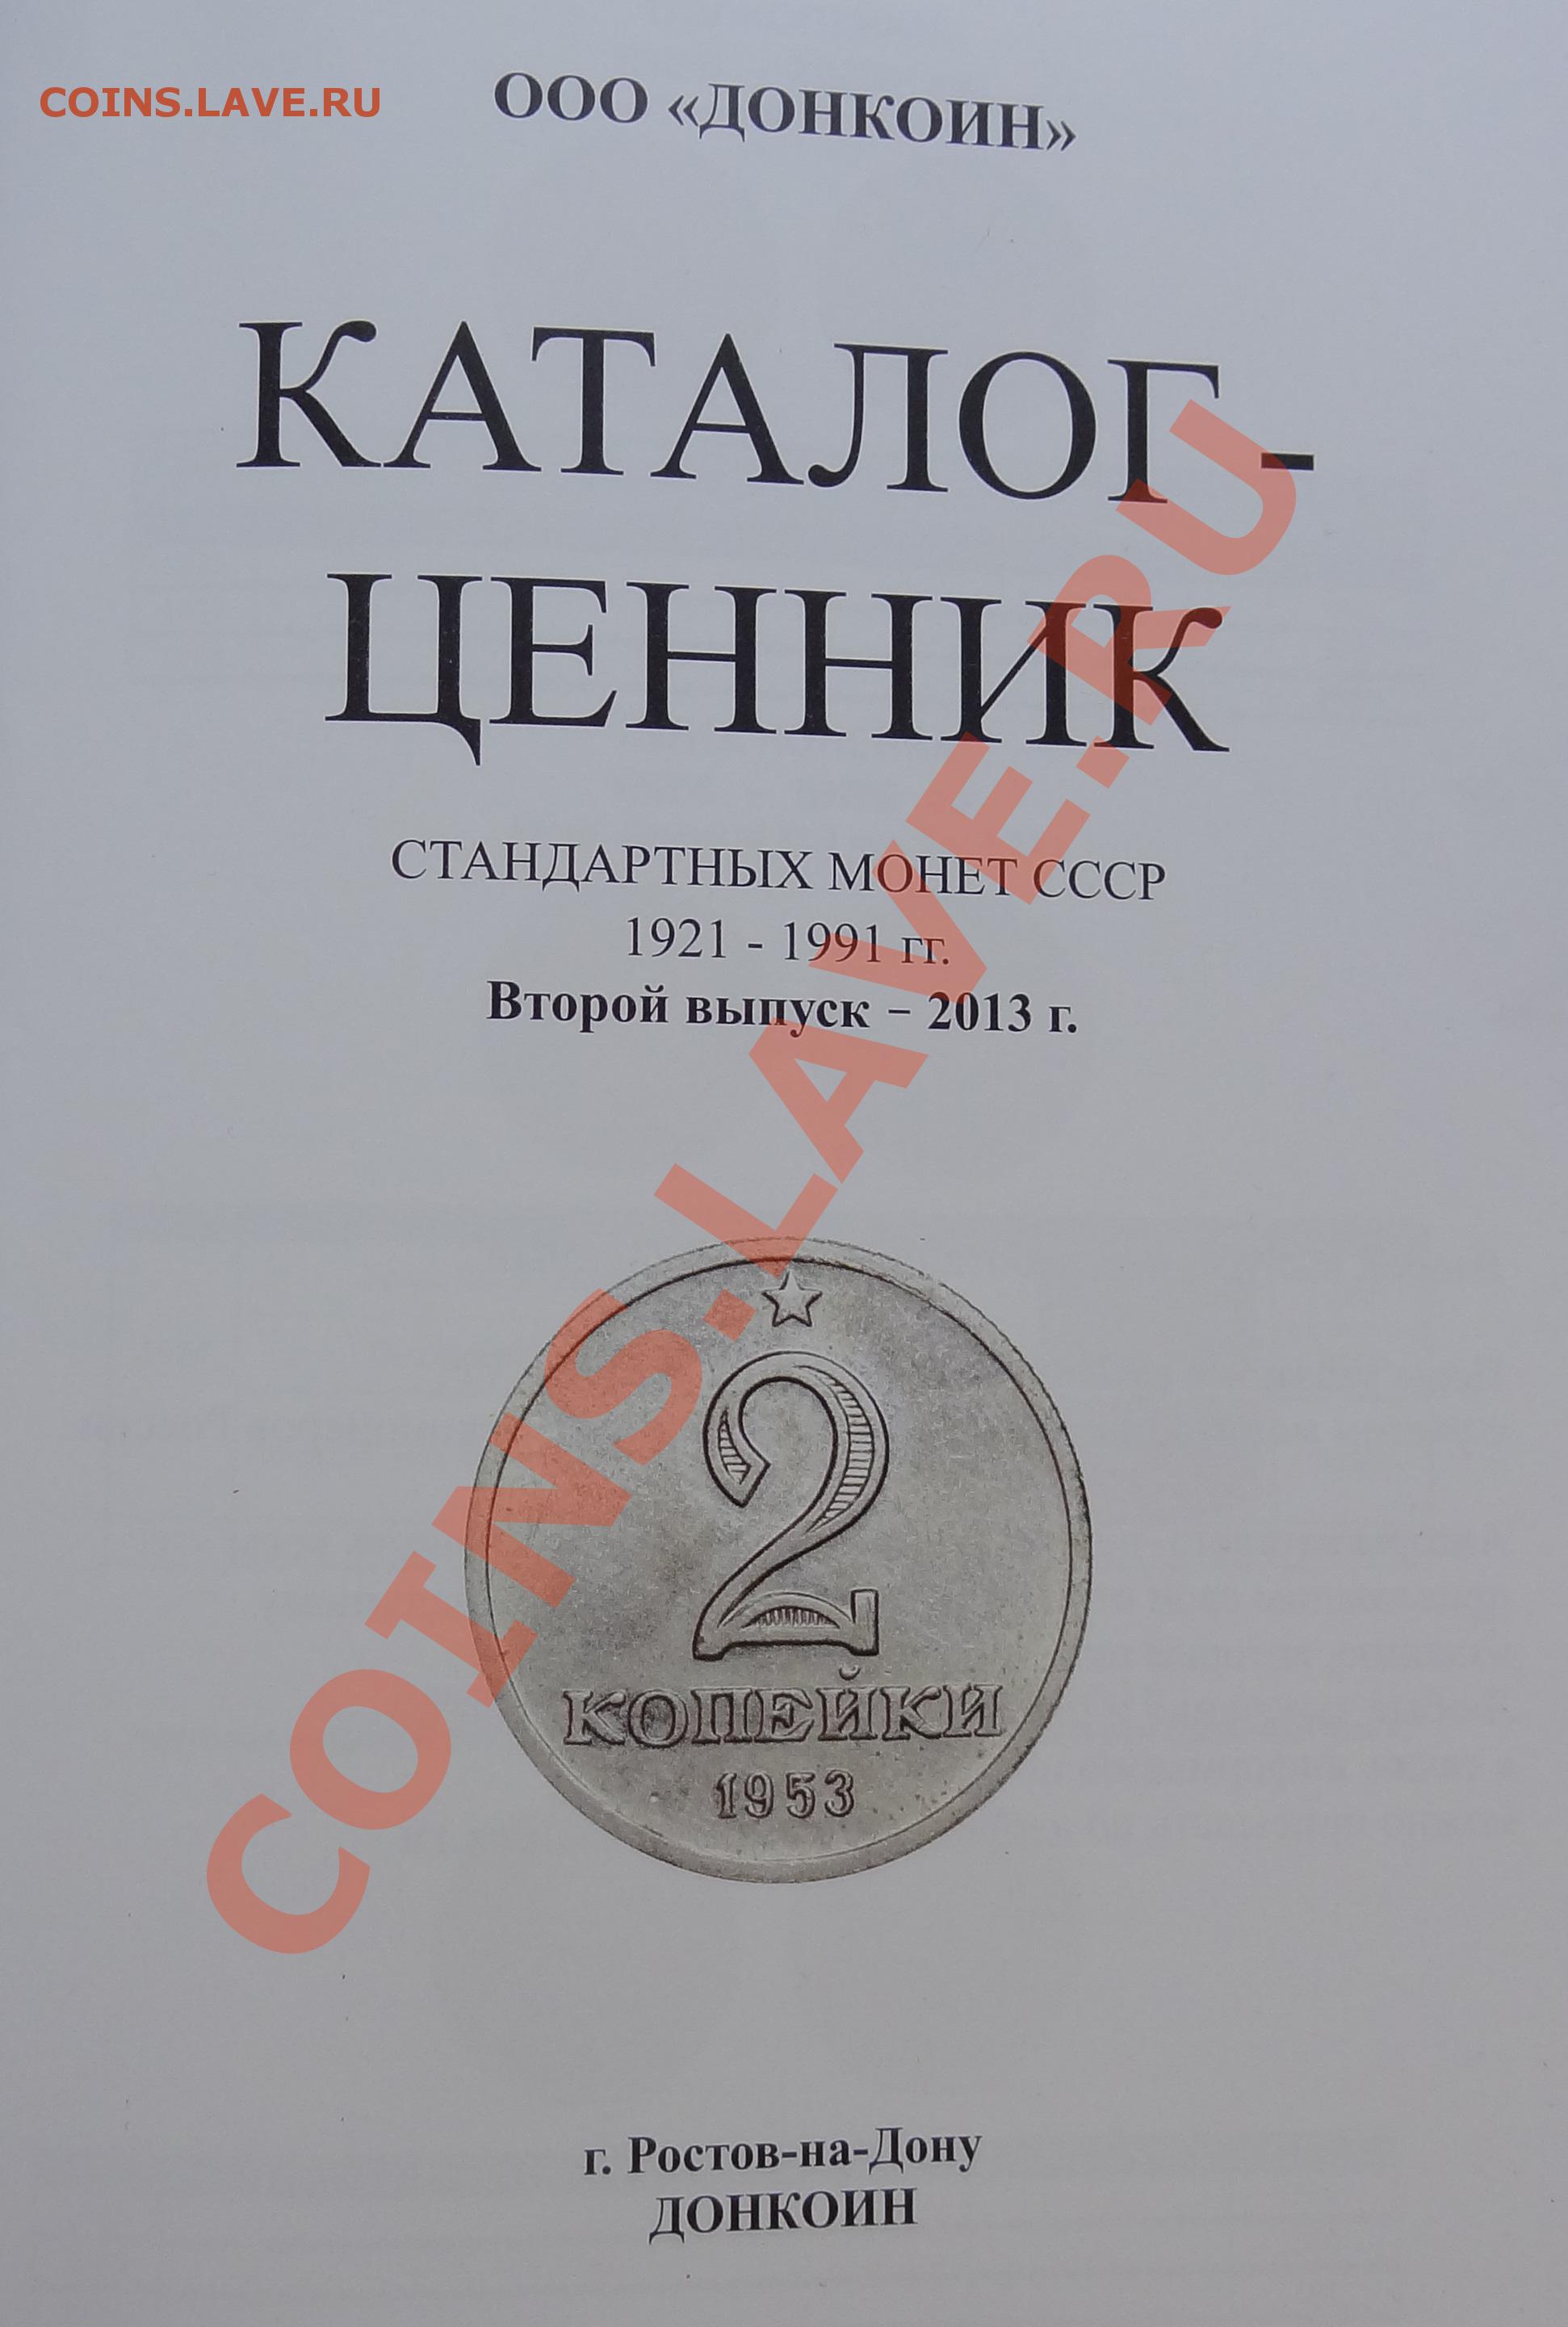 COINS.LAVE.RU
ООО «ДОНКОИН»
КАТАЛОГ-
ЦЕННИК
СТАНДАРТНЫХ МОНЕТ СССР
1921 - 1991 гг.
Второй выпуск – 2013 г.
COINS.LAVE.RU
2
КОПЕЙКИ
1953
г. Ростов-на-Дону
ДОНКОИН